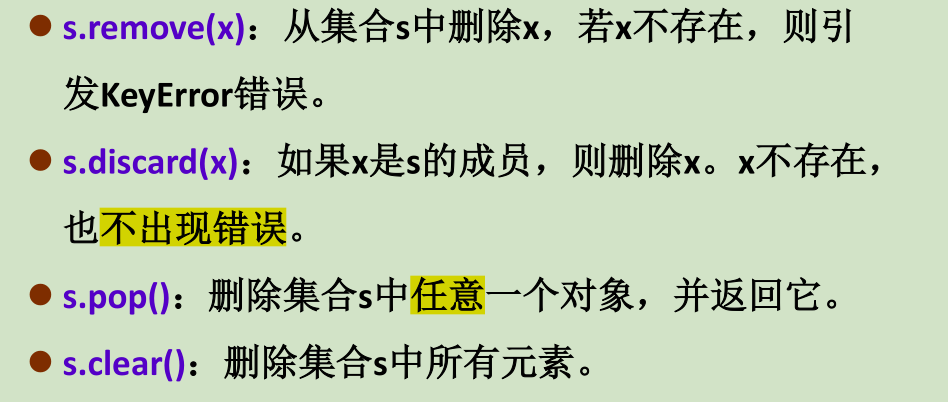 ● s.remove(x)：从集合s中删除x，若x不存在，则引
发KeyError错误。
● s.discard(x)：如果x是s的成员，则删除x。x不存在，
也不出现错误。
● s.pop()：删除集合s中任意一个对象，并返回它。
● s.clear()：删除集合s中所有元素。